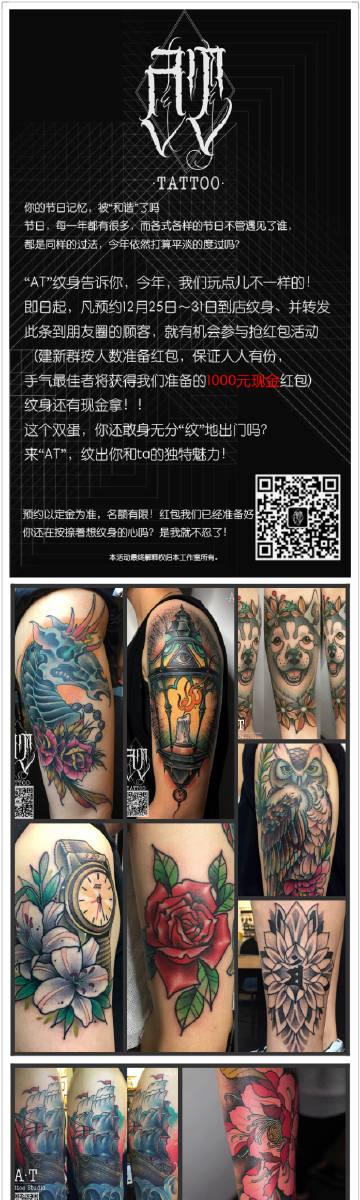 AT
·TATTOO·
你的节日记忆，被“和谐”了吗
节日，每一年都有很多，而各式各样的节日不管遇见了谁，
都是同样的过法，今年依然打算平淡的度过吗？
“AT”纹身告诉你，今年，我们玩点儿不一样的！
即日起，凡预约12月25日～31日到店纹身、并转发
此条到朋友圈的顾客，就有机会参与抢红包活动
（建新群按人数准备红包，保证人人有份，
手气最佳者将获得我们准备的1000元现金红包）
纹身还有现金拿！！
这个双蛋，你还敢身无分“纹”地出门吗？
来“AT”，纹出你和ta的独特魅力！
预约以定金为准，名额有限！红包我们已经准备好
你还在按捺着想纹身的心吗？是我就不忍了！
本活动最终解释权归本工作室所有。
A·T